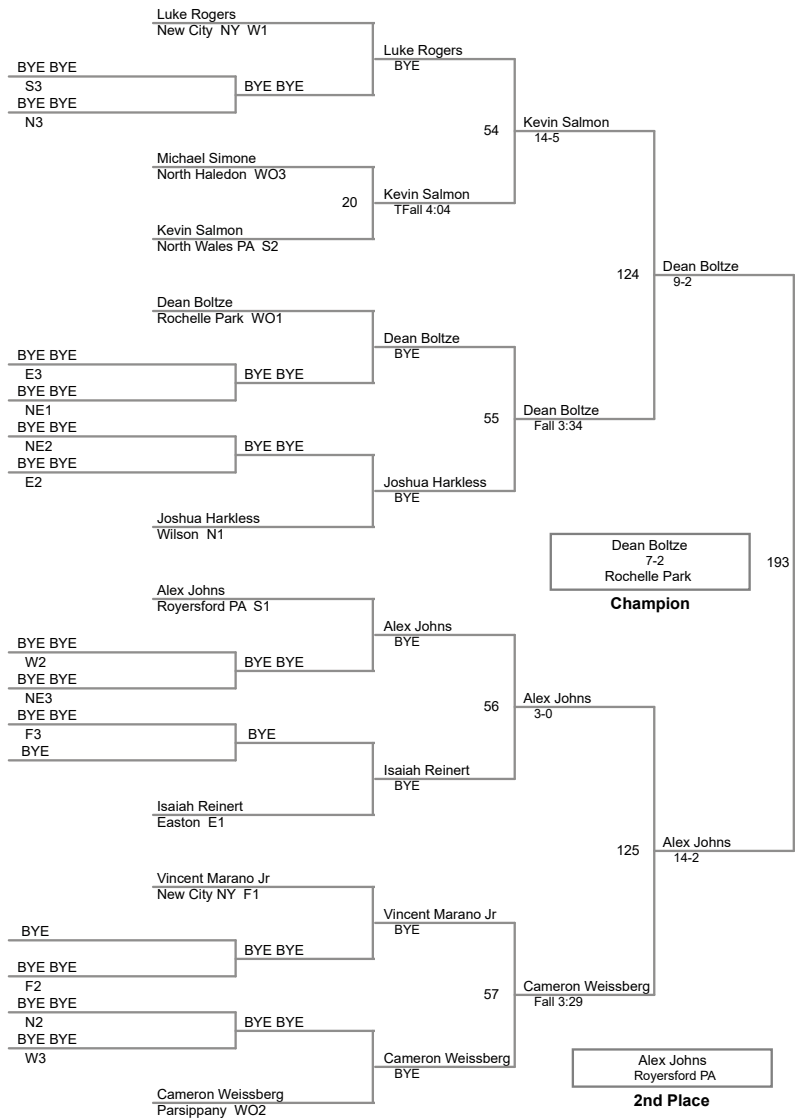 Luke Rogers
New City  NY  W1
Luke Rogers
BYE
BYE BYE
S3
BYE BYE
BYE BYE
N3
54
Kevin Salmon
14-5
Michael Simone
North Haledon  WO3
20
Kevin Salmon
TFall 4:04
Kevin Salmon
North Wales PA  S2
124
Dean Boltze
9-2
Dean Boltze
Rochelle Park  WO1
Dean Boltze
BYE
BYE BYE
E3
BYE BYE
BYE BYE
NE1
55
Dean Boltze
Fall 3:34
BYE BYE
NE2
BYE BYE
BYE BYE
E2
Joshua Harkless
BYE
Joshua Harkless
Wilson  N1
Dean Boltze
7-2
Rochelle Park
Champion
193
Alex Johns
Royersford PA  S1
Alex Johns
BYE
BYE BYE
W2
BYE BYE
BYE BYE
NE3
56
Alex Johns
3-0
BYE BYE
F3
BYE
BYE
Isaiah Reinert
BYE
Isaiah Reinert
Easton  E1
125
Alex Johns
14-2
Vincent Marano Jr
New City NY  F1
Vincent Marano Jr
BYE
BYE
BYE BYE
BYE BYE
F2
57
Cameron Weissberg
Fall 3:29
BYE BYE
N2
BYE BYE
BYE BYE
W3
Cameron Weissberg
BYE
Cameron Weissberg
Parsippany  WO2
Alex Johns
Royersford PA
2nd Place